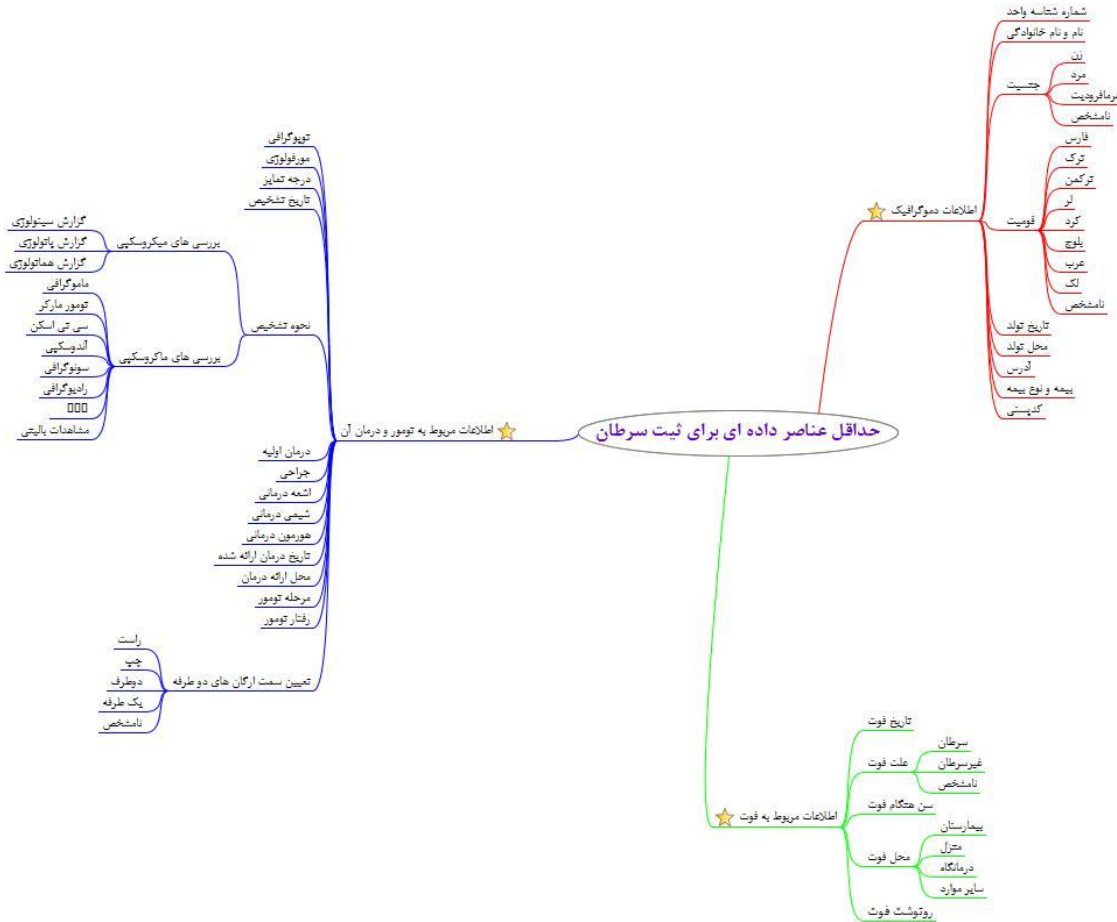 حداقل عناصر داده ای برای ثبت سرطان
اطلاعات دموگرافیک
شماره شناسه واحد
نام و نام خانوادگی
جنسیت
زن
مرد
هرمافرودیت
نامشخص
قومیت
فارس
ترک
ترکمن
لر
کرد
بلوچ
عرب
لک
نامشخص
تاریخ تولد
محل تولد
آدرس
بیمه و نوع بیمه
کدپستی
اطلاعات مربوط به تومور و درمان آن
توپوگرافی
مورفولوژی
درجه تمایز
تاریخ تشخیص
نحوه تشخیص
بررسی های میکروسکپی
گزارش سیتولوژی
گزارش پاتولوژی
گزارش هماتولوژی
بررسی های ماکروسکپی
ماموگرافی
تومور مارکر
سی تی اسکن
آندوسکپی
سونوگرافی
رادیوگرافی
مشاهدات بالینی
درمان اولیه
جراحی
اشعه درمانی
شیمی درمانی
هورمون درمانی
تاریخ درمان ارائه شده
محل ارائه درمان
مرحله تومور
رفتار تومور
تعیین سمت ارگان های دو طرفه
راست
چپ
دوطرف
یک طرفه
نامشخص
اطلاعات مربوط به فوت
تاریخ فوت
علت فوت
سرطان
غیرسرطان
نامشخص
سن هنگام فوت
محل فوت
بیمارستان
منزل
درمانگاه
سایر موارد
رونوشت فوت